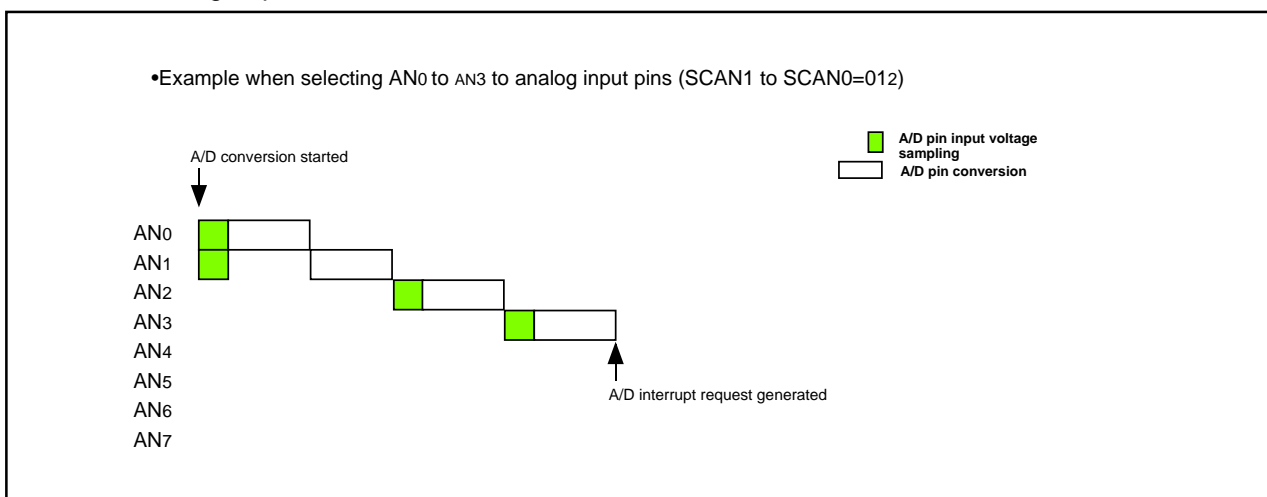 •Example when selecting AN0 to AN3 to analog input pins (SCAN1 to SCAN0=012)
A/D pin input voltage
sampling
A/D pin conversion
A/D conversion started
AN0
AN1
AN2
AN3
AN4
AN5
AN6
AN7
A/D interrupt request generated